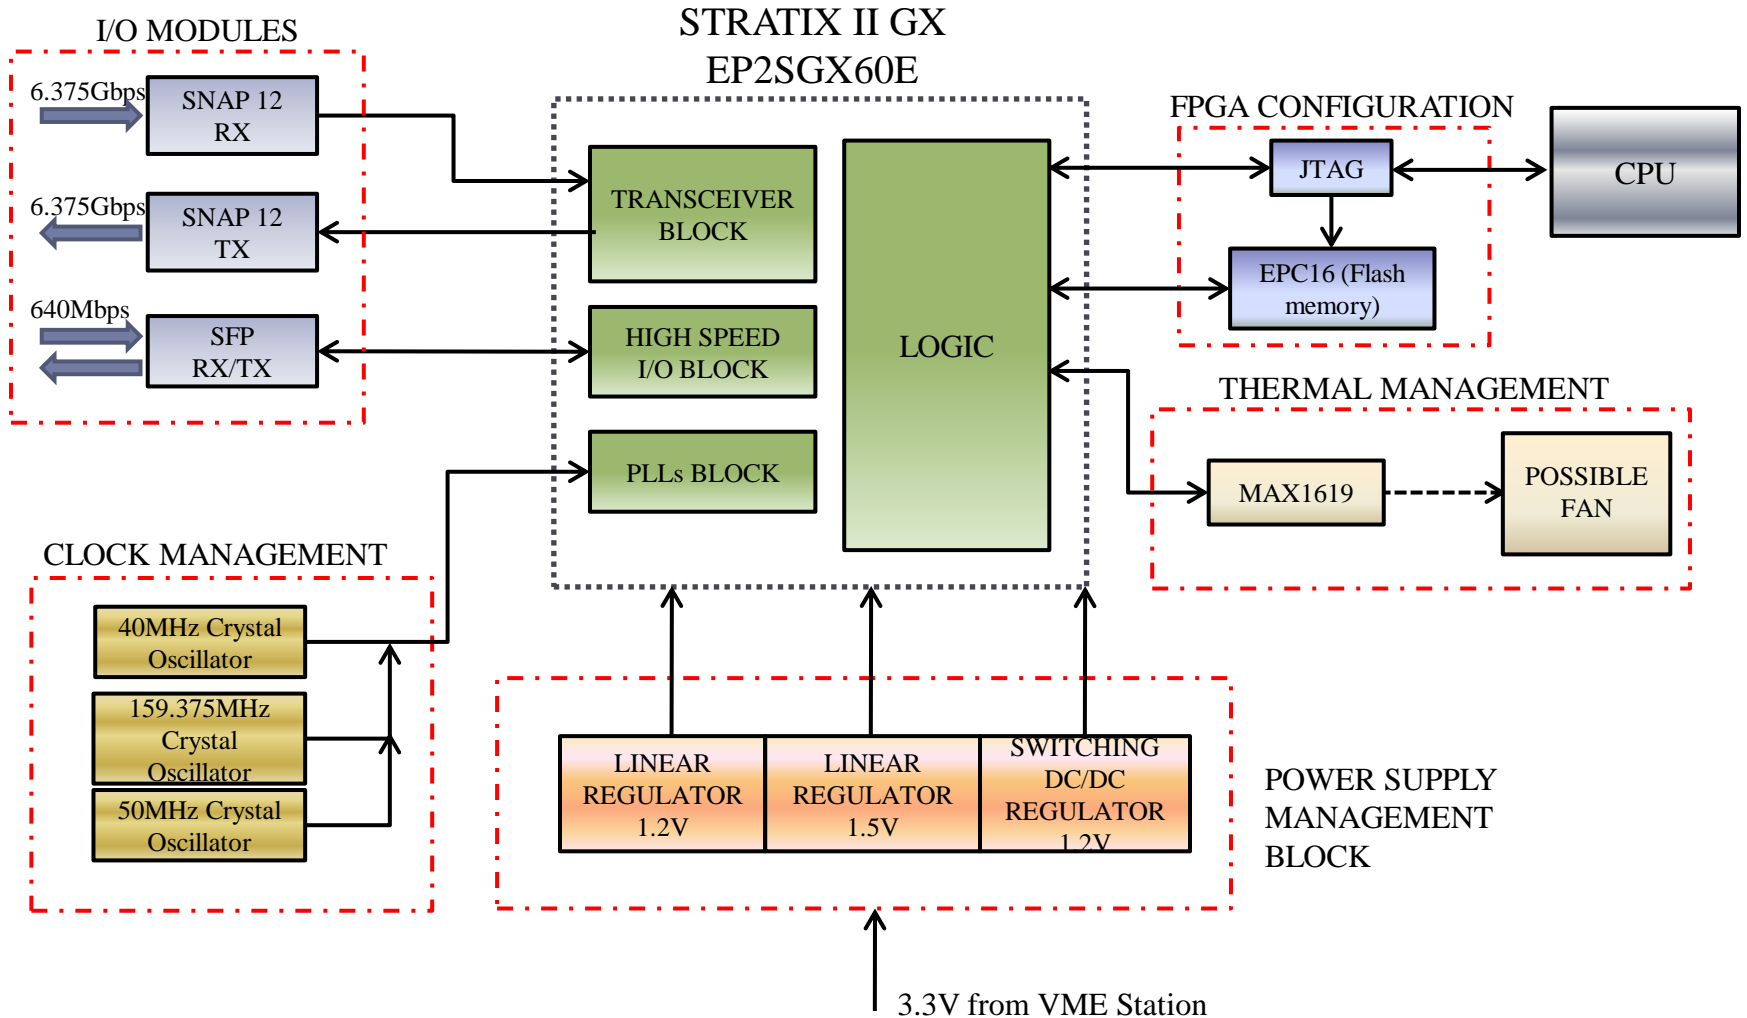 I/O MODULES
6.375Gbps
SNAP 12
RX
6.375Gbps
SNAP 12
TX
640Mbps
SFP
RX/TX
STRATIX II GX
EP2SGX60E
TRANSCEIVER
BLOCK
HIGH SPEED
I/O BLOCK
PLLs BLOCK
LOGIC
FPGA CONFIGURATION
JTAG
EPC16 (Flash
memory)
CPU
THERMAL MANAGEMENT
MAX1619
POSSIBLE
FAN
CLOCK MANAGEMENT
40MHz Crystal
Oscillator
159.375MHz
Crystal
Oscillator
50MHz Crystal
Oscillator
LINEAR
REGULATOR
1.2V
LINEAR
REGULATOR
1.5V
SWITCHING
DC/DC
REGULATOR
1.2V
POWER SUPPLY
MANAGEMENT
BLOCK
3.3V from VME Station